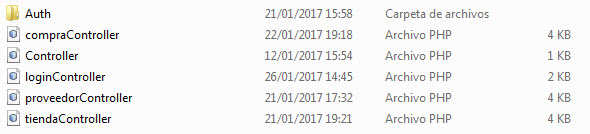 Auth 21/01/2017 15:58 Carpeta de archivos
compraController 22/01/2017 19:18 Archivo PHP 4 KB
Controller 12/01/2017 15:54 Archivo PHP 1 KB
loginController 26/01/2017 14:45 Archivo PHP 2 KB
proveedorController 21/01/2017 17:32 Archivo PHP 4 KB
tiendaController 21/01/2017 19:21 Archivo PHP 4 KB